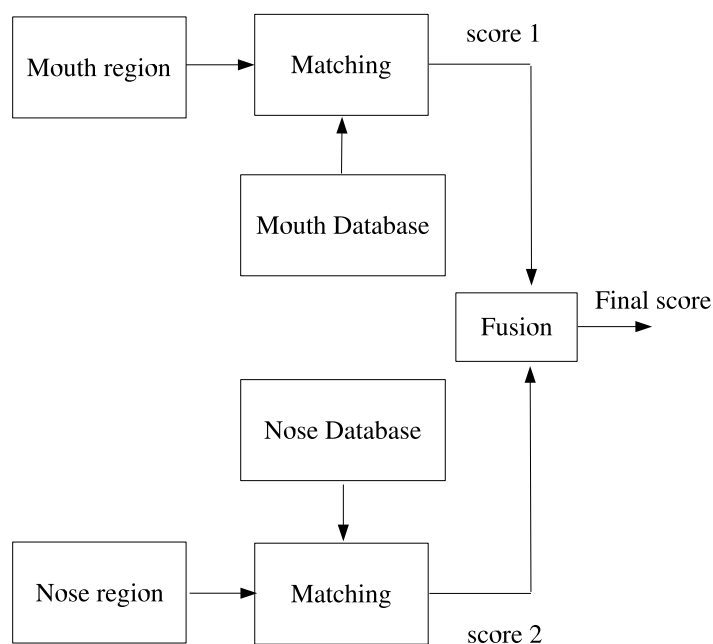 score 1
Mouth region
Matching
Mouth Database
Final score
Fusion
Nose Database
Nose region
Matching
score 2